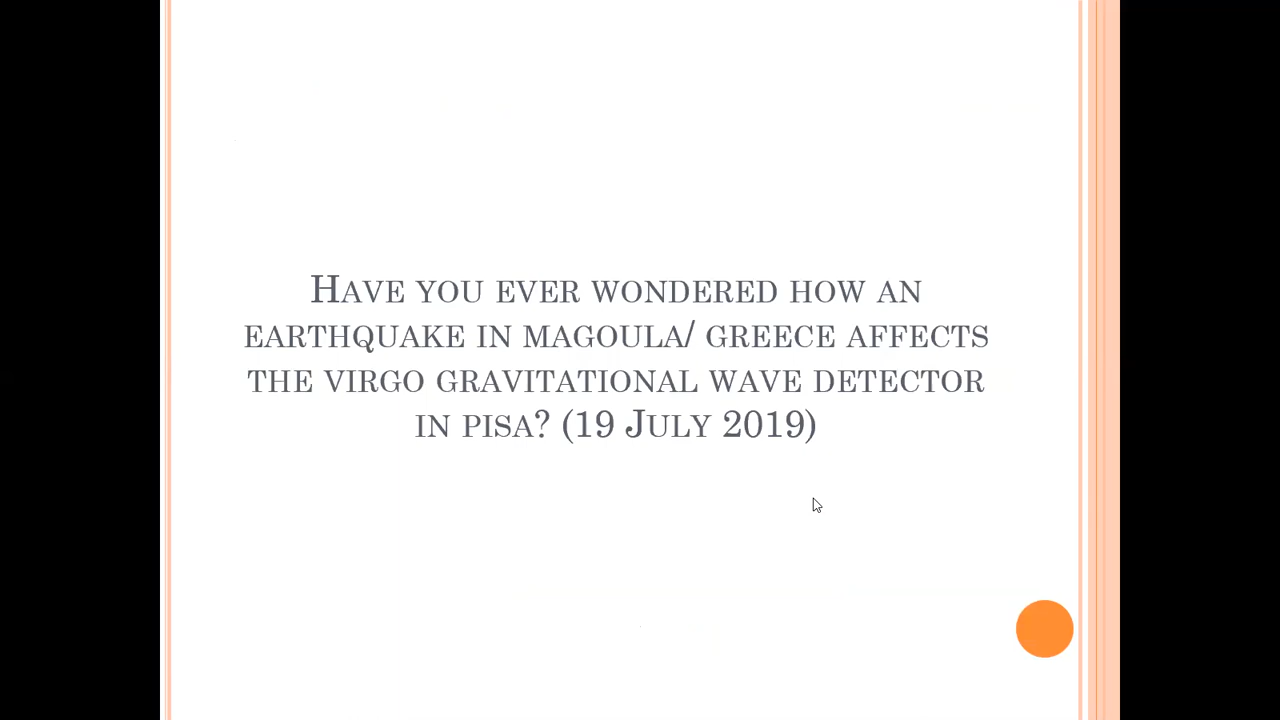 Have you ever wondered how an
earthquake in magoula/ greece affects
the virgo gravitational wave detector
in pisa? (19 July 2019)